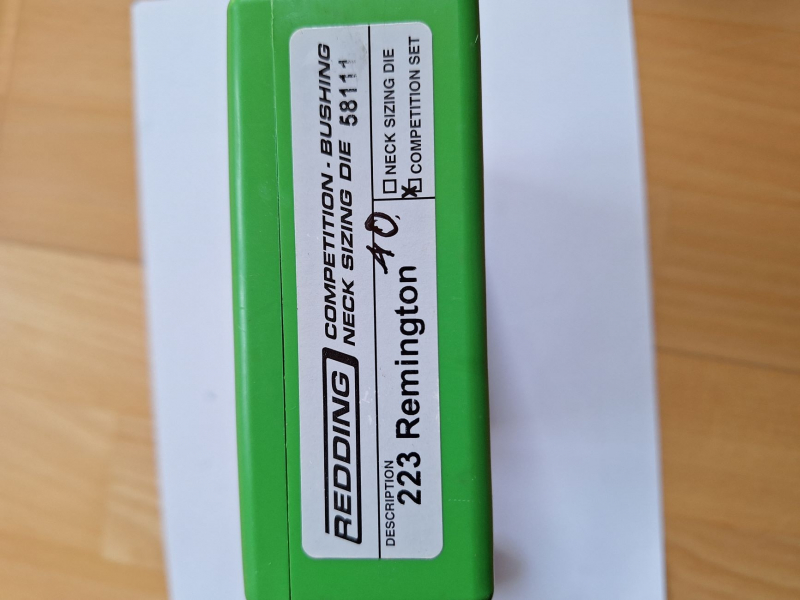 REDDING
COMPETITION - BUSHING
NECK SIZING DIE 58111
DESCRIPTION
223 Remington
40,
NECK SIZING DIE
X COMPETITION SET